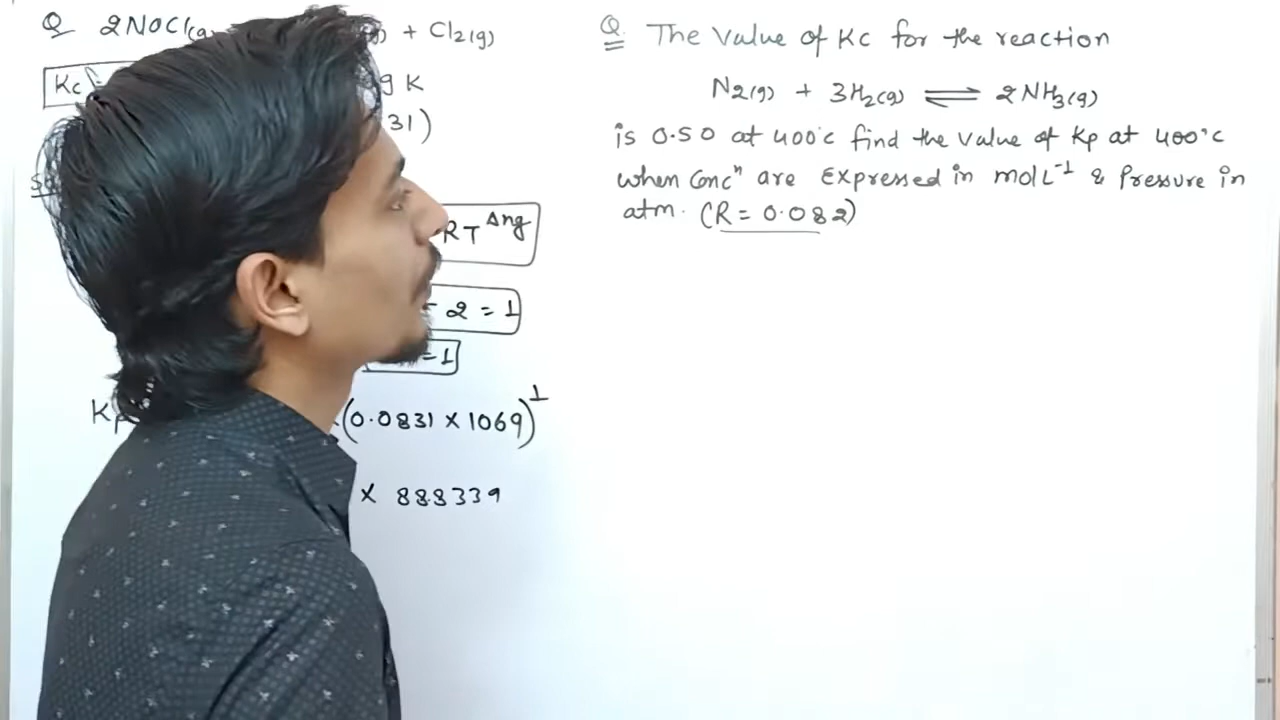 Q 2NOCl(g) + Cl2(g)
Kc
9 K
31)
RT Δng
- 2 = 1
= 1
(0.0831 × 1069)^1
× 888339
Q. The value of Kc for the reaction
N2(g) + 3H2(g) ⇌ 2NH3(g)
is 0.50 at 400°c find the value of Kp at 400°c
when Concⁿ are Expressed in mol L⁻¹ & Pressure in
atm. (R = 0.082)